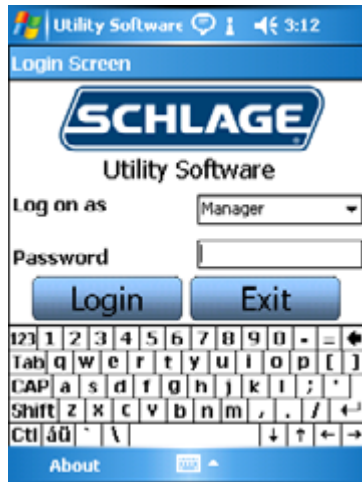 Utility Software 3:12
Login Screen
SCHLAGE
Utility Software
Log on as Manager
Password
Login Exit
123 1 2 3 4 5 6 7 8 9 0 - =
Tab q w e r t y u i o p [ ]
CAP a s d f g h j k l ; '
Shift z x c v b n m , . /
Ctl áü ` \
About